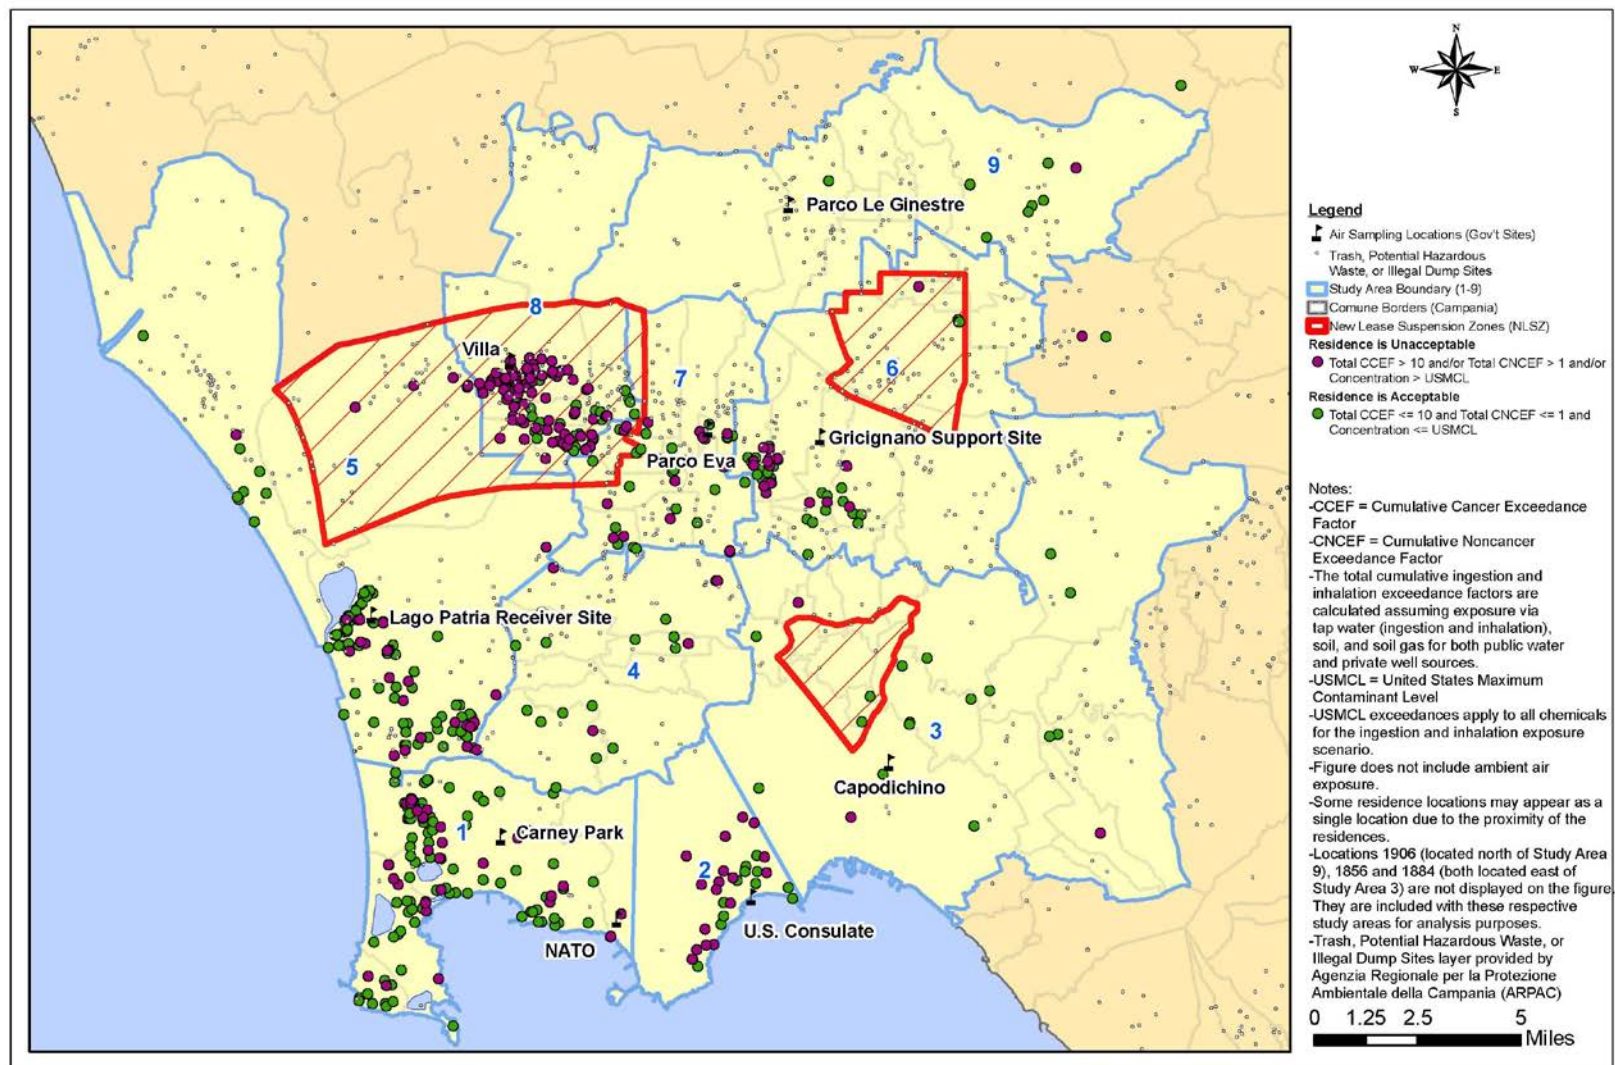 N
W
E
S
9
Parco Le Ginestre
8
Villa
7
6
5
Gricignano Support Site
Parco Eva
Lago Patria Receiver Site
4
3
Capodichino
1
Carney Park
2
U.S. Consulate
NATO
Legend
Air Sampling Locations (Gov't Sites)
Trash, Potential Hazardous
Waste, or Illegal Dump Sites
Study Area Boundary (1-9)
Comune Borders (Campania)
New Lease Suspension Zones (NLSZ)
Residence is Unacceptable
Total CCEF > 10 and/or Total CNCEF > 1 and/or
Concentration > USMCL
Residence is Acceptable
Total CCEF <= 10 and Total CNCEF <= 1 and
Concentration <= USMCL
Notes:
-CCEF = Cumulative Cancer Exceedance
Factor
-CNCEF = Cumulative Noncancer
Exceedance Factor
-The total cumulative ingestion and
inhalation exceedance factors are
calculated assuming exposure via
tap water (ingestion and inhalation),
soil, and soil gas for both public water
and private well sources.
-USMCL = United States Maximum
Contaminant Level
-USMCL exceedances apply to all chemicals
for the ingestion and inhalation exposure
scenario.
-Figure does not include ambient air
exposure.
-Some residence locations may appear as a
single location due to the proximity of the
residences.
-Locations 1906 (located north of Study Area
9), 1856 and 1884 (both located east of
Study Area 3) are not displayed on the figure.
They are included with these respective
study areas for analysis purposes.
-Trash, Potential Hazardous Waste, or
Illegal Dump Sites layer provided by
Agenzia Regionale per la Protezione
Ambientale della Campania (ARPAC)
0 1.25 2.5 5
Miles